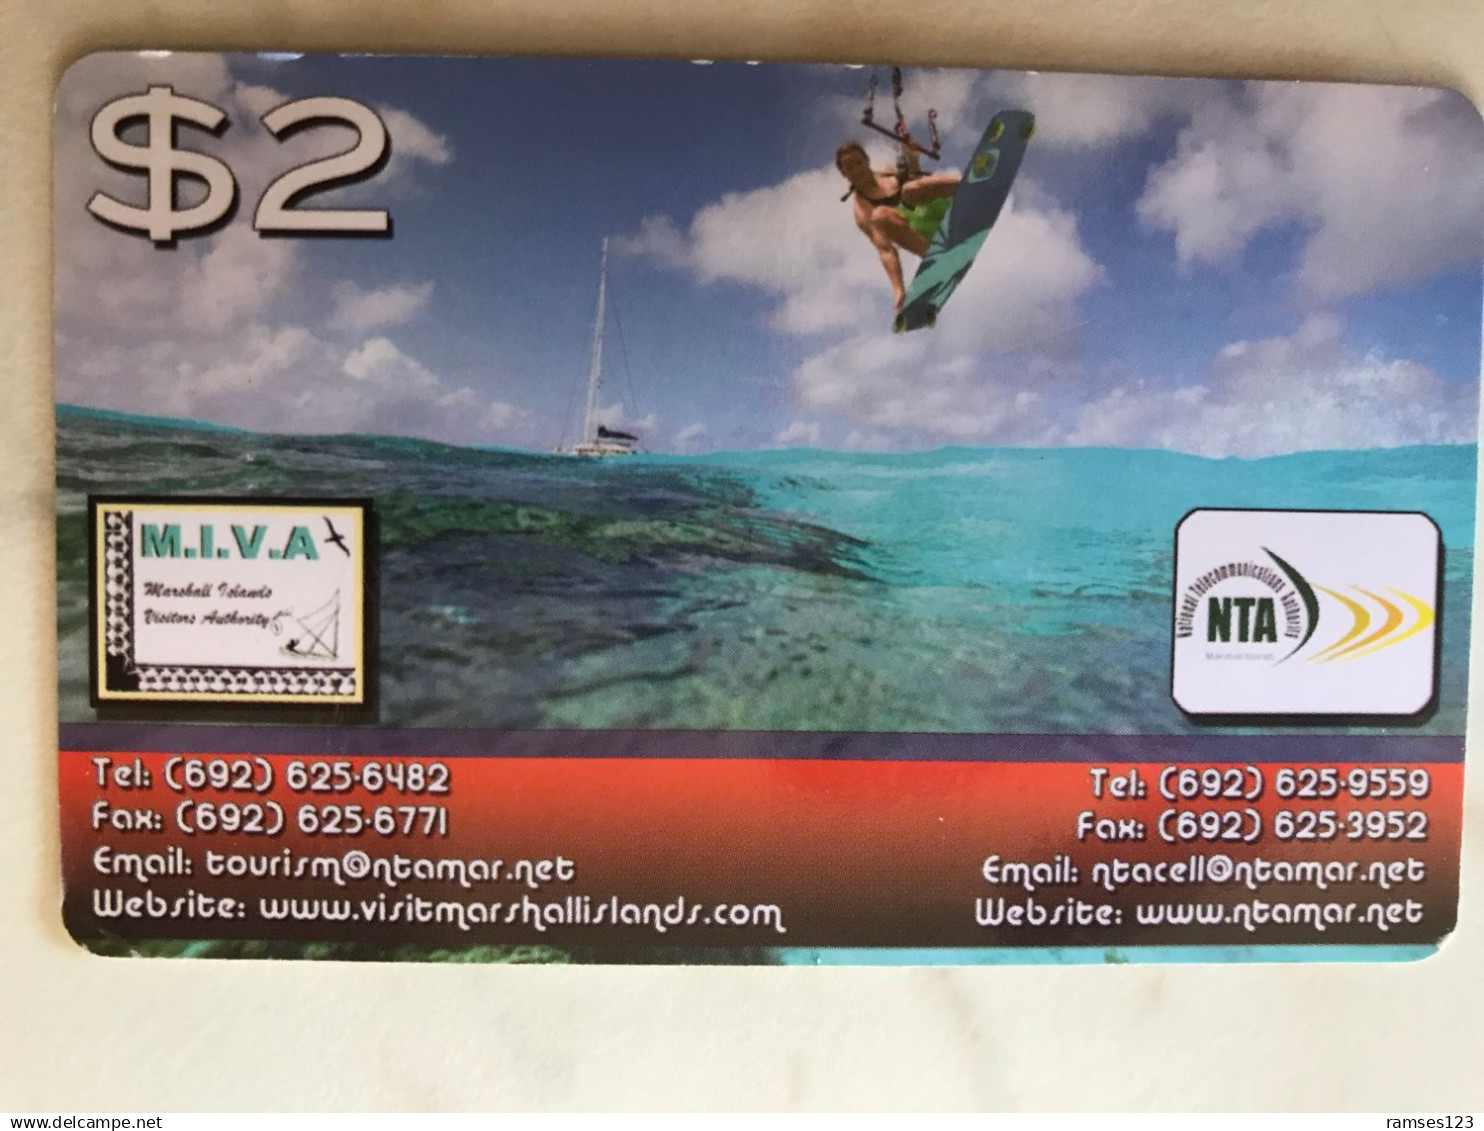 $2
M.I.V.A
Marshall Islands
Visitors Authority
National Telecommunications Authority
NTA
Marshall Islands
Tel: (692) 625-6482
Fax: (692) 625-6771
Email: tourism@ntamar.net
Website: www.visitmarshallislands.com
Tel: (692) 625-9559
Fax: (692) 625-3952
Email: ntacell@ntamar.net
Website: www.ntamar.net
delcampe.net
ramses123